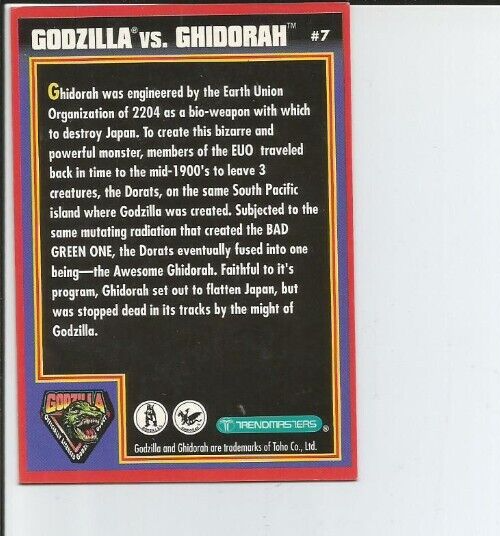 GODZILLA® VS. GHIDORAH™ #7
Ghidorah was engineered by the Earth Union
Organization of 2204 as a bio-weapon with which
to destroy Japan. To create this bizarre and
powerful monster, members of the EUO traveled
back in time to the mid-1900's to leave 3
creatures, the Dorats, on the same South Pacific
island where Godzilla was created. Subjected to the
same mutating radiation that created the BAD
GREEN ONE, the Dorats eventually fused into one
being—the Awesome Ghidorah. Faithful to it's
program, Ghidorah set out to flatten Japan, but
was stopped dead in its tracks by the might of
Godzilla.
GODZILLA
TRENDMASTERS®
Godzilla and Ghidorah are trademarks of Toho Co., Ltd.